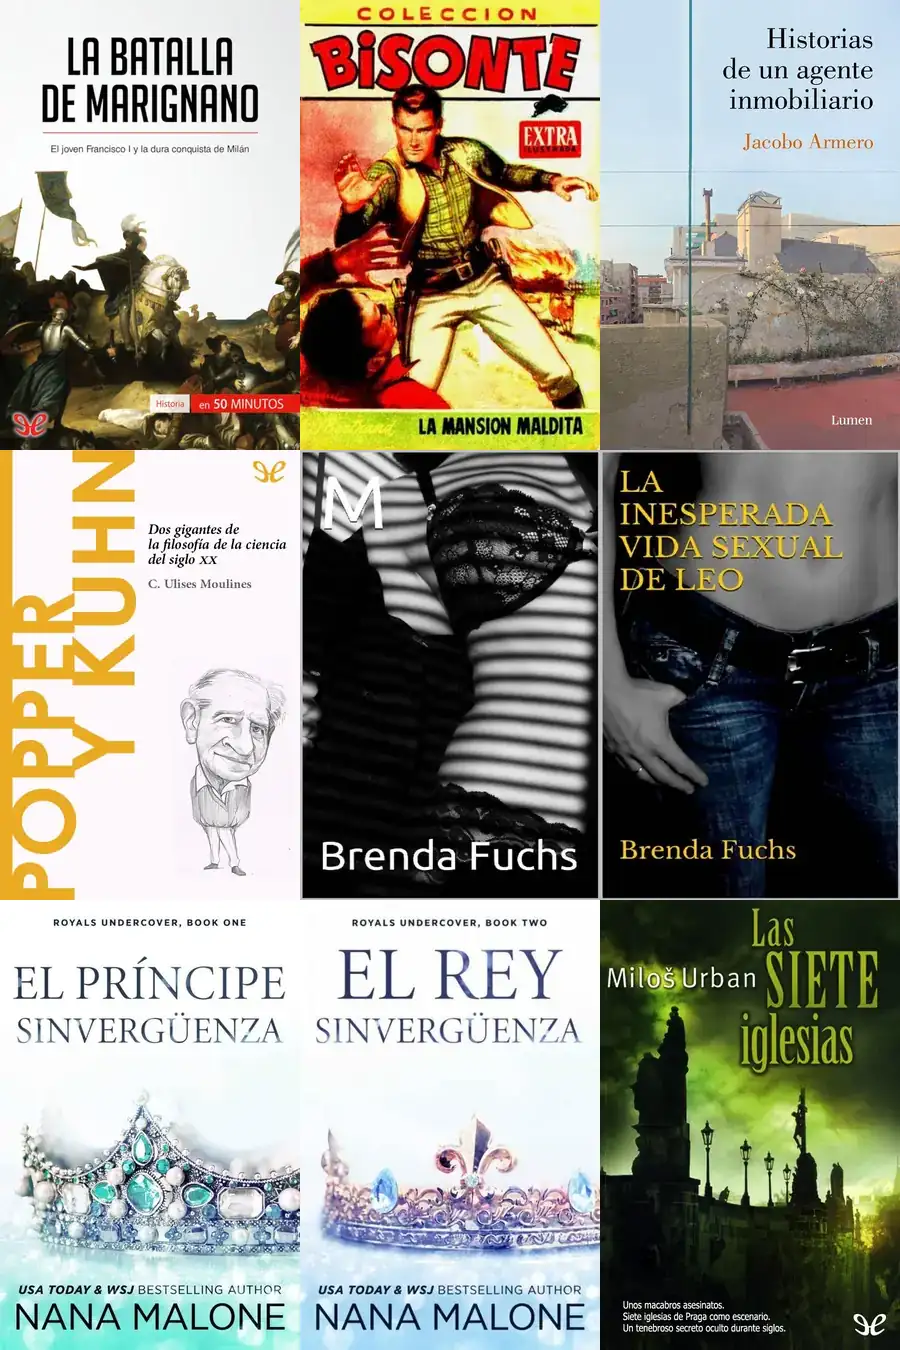 LA BATALLA
DE MARIGNANO
El joven Francisco I y la dura conquista de Milán
Historia
en 50 MINUTOS
COLECCION
BISONTE
EXTRA
ILUSTRADA
LA MANSION MALDITA
Historias
de un agente
inmobiliario
Jacobo Armero
Lumen
POPPER
Y KUHN
Dos gigantes de
la filosofía de la ciencia
del siglo XX
C. Ulises Moulines
M
Brenda Fuchs
LA
INESPERADA
VIDA SEXUAL
DE LEO
Brenda Fuchs
ROYALS UNDERCOVER, BOOK ONE
EL PRÍNCIPE
SINVERGÜENZA
USA TODAY & WSJ BESTSELLING AUTHOR
NANA MALONE
ROYALS UNDERCOVER, BOOK TWO
EL REY
SINVERGÜENZA
USA TODAY & WSJ BESTSELLING AUTHOR
NANA MALONE
Las
SIETE
iglesias
Miloš Urban
Unos macabros asesinatos.
Siete iglesias de Praga como escenario.
Un tenebroso secreto oculto durante siglos.